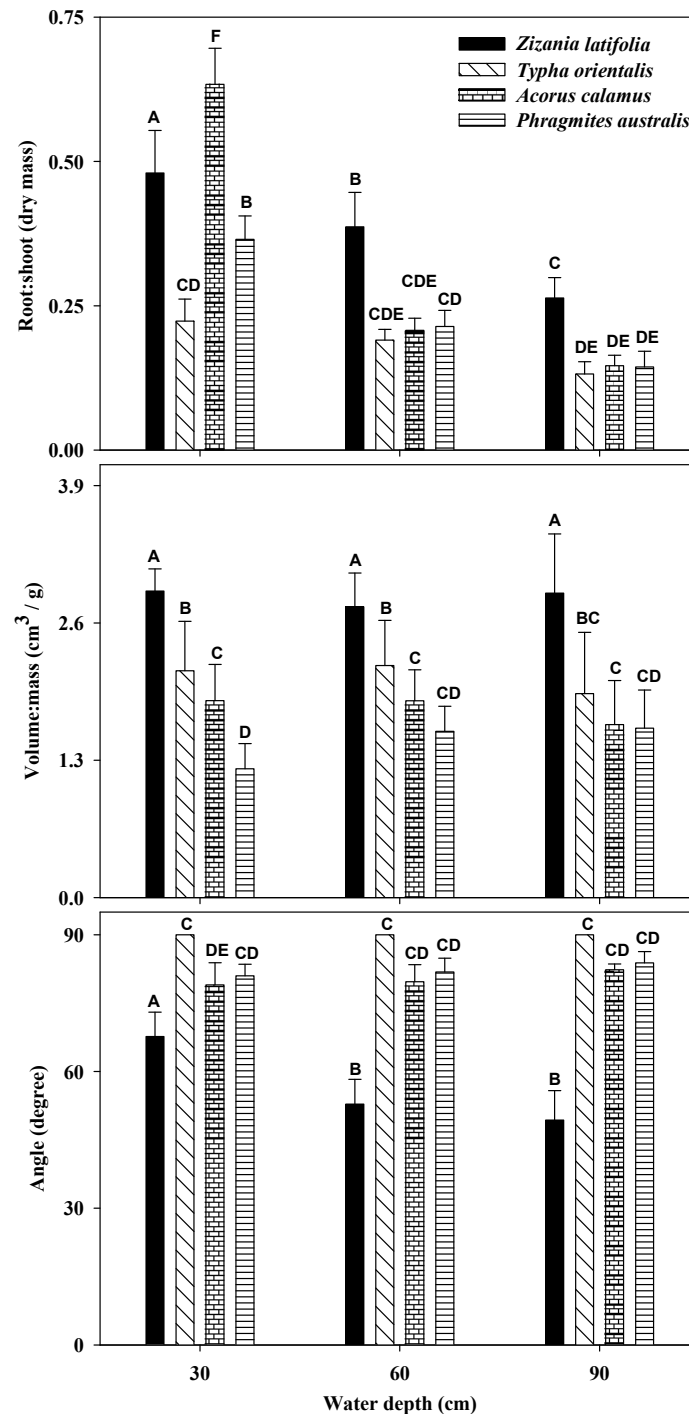 0.75
Zizania latifolia
Typha orientalis
Acorus calamus
Phragmites australis
F
A
B
CD
0.50
B
CDE
CDE
CD
C
DE
DE
DE
0.25
0.00
Root:shoot (dry mass)
3.9
A
B
C
D
A
B
C
CD
A
BC
C
CD
2.6
1.3
0.0
Volume:mass (cm³ / g)
90
A
C
DE
CD
B
C
CD
CD
B
C
CD
CD
60
30
0
Angle (degree)
30 60 90
Water depth (cm)